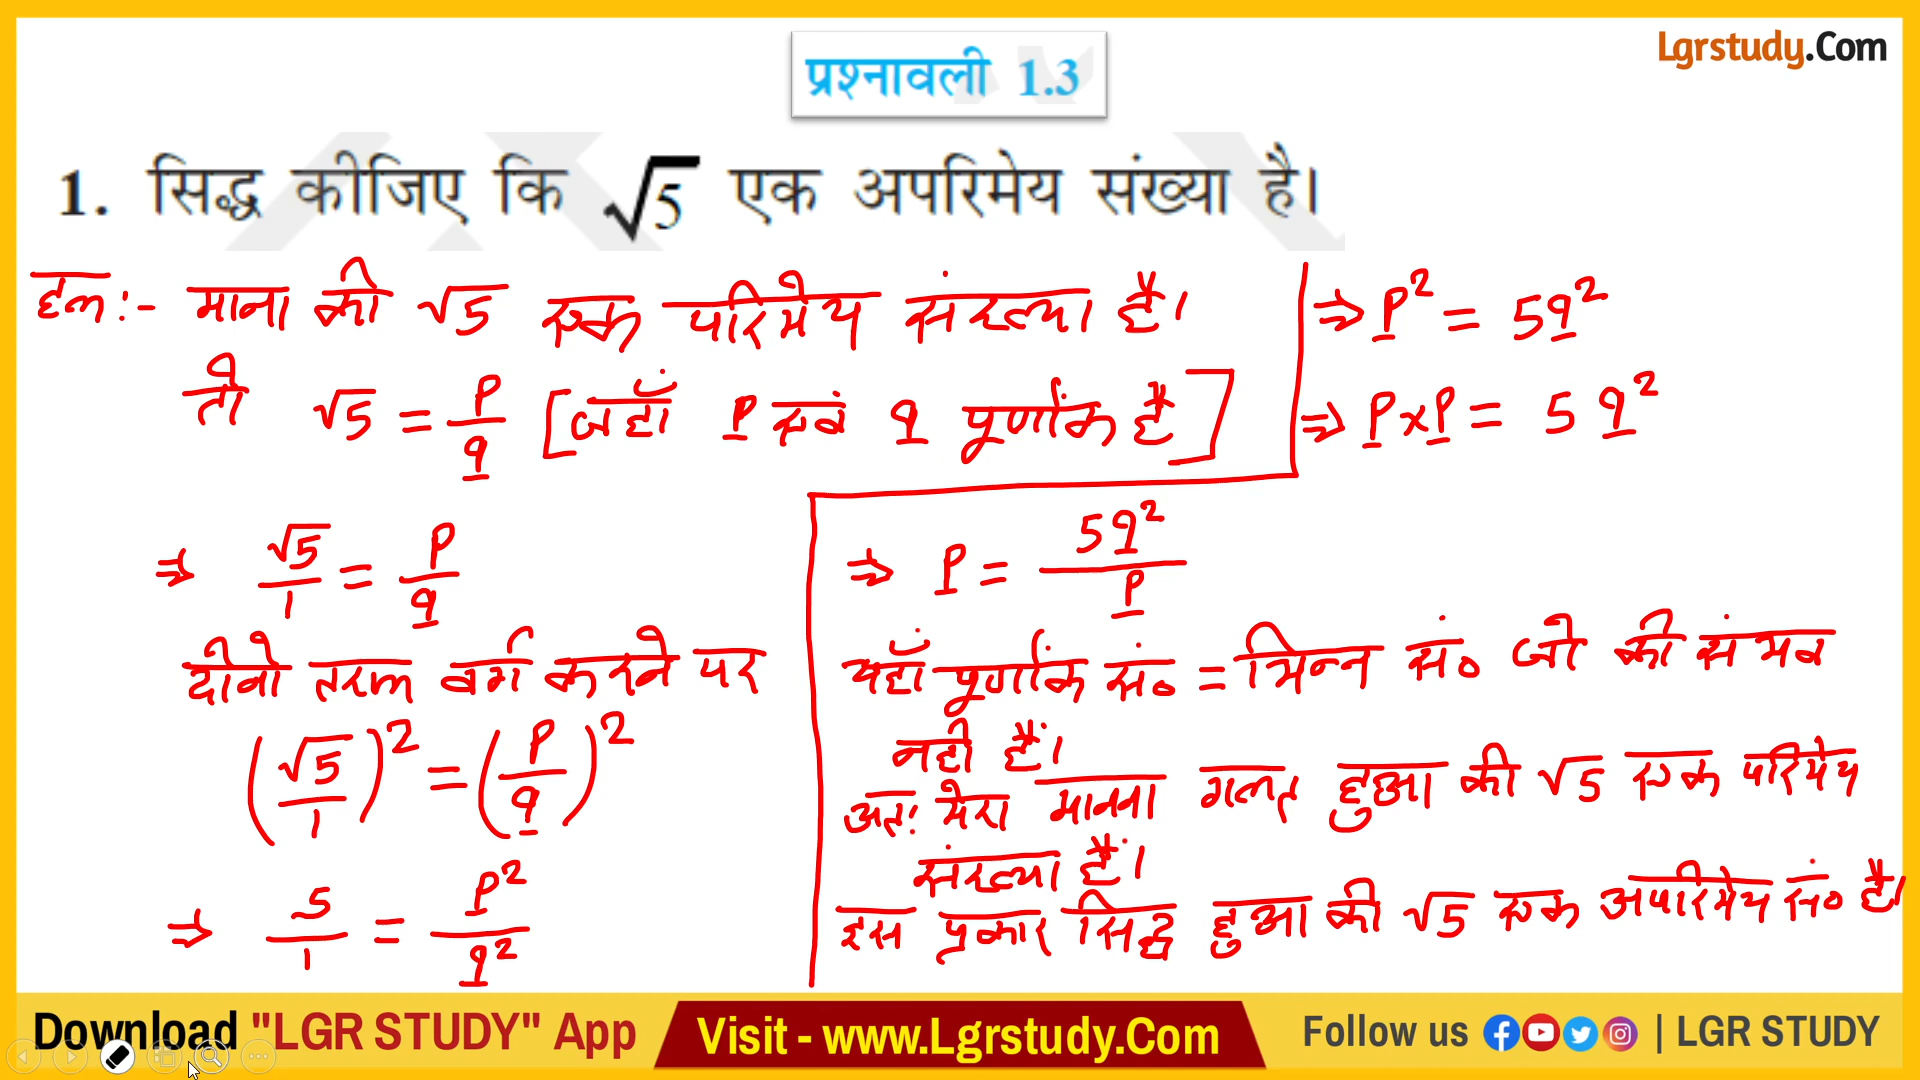 Lgrstudy.Com
प्रश्नावली 1.3
1. सिद्ध कीजिए कि √5 एक अपरिमेय संख्या है।
हल :- माना की √5 एक परिमेय संख्या है।
तो √5 = p/q [जहाँ p एवं q पूर्णांक है]
⇒ √5/1 = p/q
दोनो तरफ वर्ग करने पर
(√5/1)² = (p/q)²
⇒ 5/1 = p²/q²
⇒ p² = 5q²
⇒ p×p = 5q²
⇒ p = 5q²/p
यहाँ पूर्णांक सं० = भिन्न सं० जो की संभव
नही हैं।
अतः मेरा मानना गलत हुआ की √5 एक परिमेय
संख्या हैं।
इस प्रकार सिद्ध हुआ की √5 एक अपरिमेय सं० है।
Download "LGR STUDY" App
Visit - www.Lgrstudy.Com
Follow us | LGR STUDY